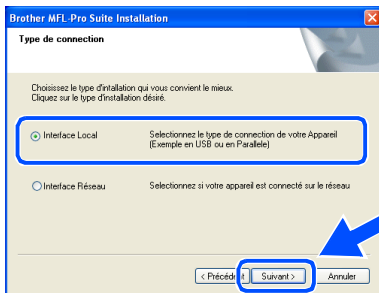 Brother MFL-Pro Suite Installation
Type de connection
Choisissez le type d'intallation qui vous convient le mieux.
Cliquez sur le type d'installation désiré.
Interface Local
Selectionnez le type de connection de votre Appareil
(Exemple en USB ou en Parallele)
Interface Réseau
Selectionnez si votre appareil est connecté sur le réseau
< Précédent
Suivant >
Annuler